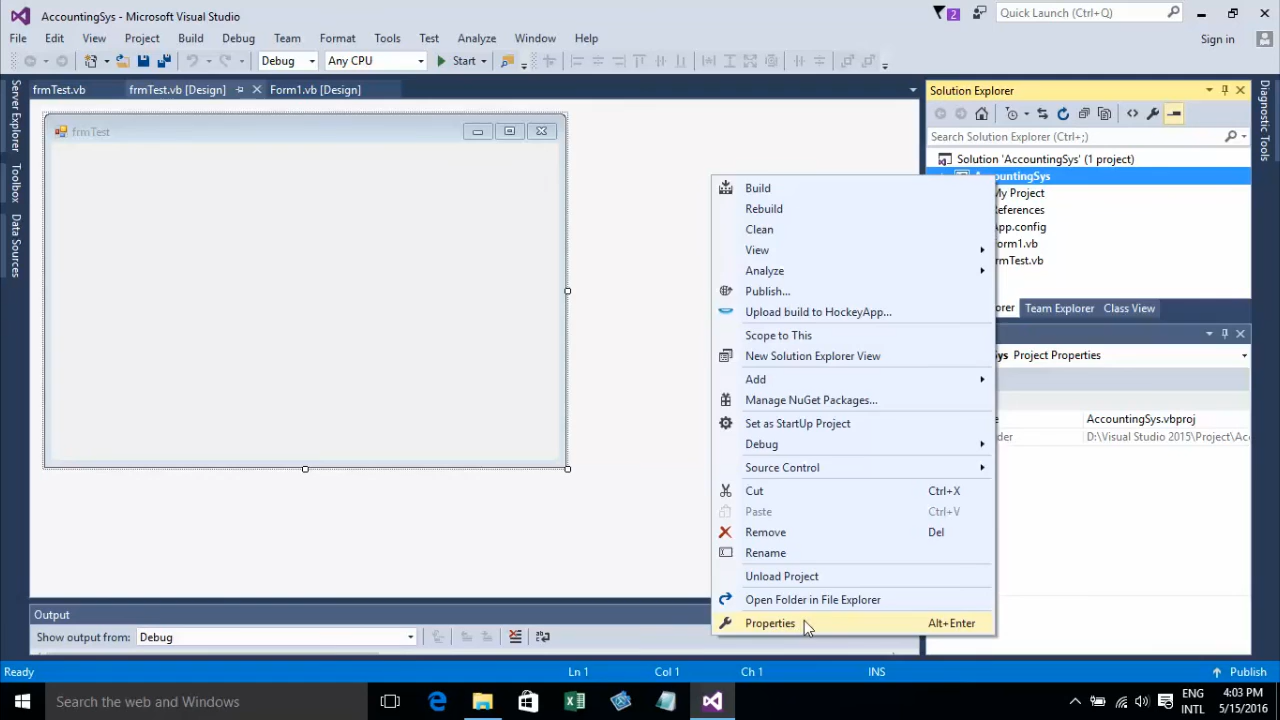 AccountingSys - Microsoft Visual Studio
2
Quick Launch (Ctrl+Q)
File Edit View Project Build Debug Team Format Tools Test Analyze Window Help
Sign in
Debug Any CPU Start
frmTest.vb frmTest.vb [Design] Form1.vb [Design]
Server Explorer
Toolbox
Data Sources
frmTest
Solution Explorer
Search Solution Explorer (Ctrl+;)
Solution 'AccountingSys' (1 project)
ountingSys
My Project
References
App.config
orm1.vb
rmTest.vb
orer Team Explorer Class View
ys Project Properties
e AccountingSys.vbproj
der D:\Visual Studio 2015\Project\Ac
Diagnostic Tools
Build
Rebuild
Clean
View
Analyze
Publish...
Upload build to HockeyApp...
Scope to This
New Solution Explorer View
Add
Manage NuGet Packages...
Set as StartUp Project
Debug
Source Control
Cut Ctrl+X
Paste Ctrl+V
Remove Del
Rename
Unload Project
Open Folder in File Explorer
Properties Alt+Enter
Output
Show output from: Debug
Ready Ln 1 Col 1 Ch 1 INS Publish
Search the web and Windows
ENG
INTL
4:03 PM
5/15/2016